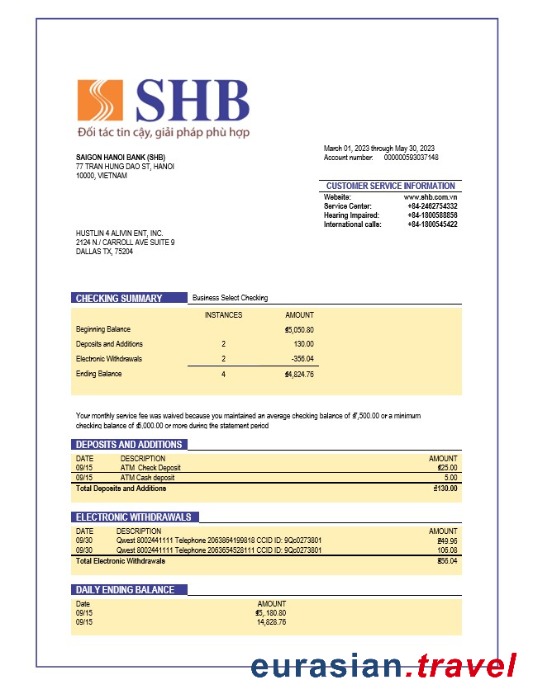 SHB
Đối tác tin cậy, giải pháp phù hợp
SAIGON HANOI BANK (SHB)
77 TRAN HUNG DAO ST, HANOI
10000, VIETNAM
March 01, 2023 through May 30, 2023
Account number: 000000593037148
CUSTOMER SERVICE INFORMATION
Website: www.shb.com.vn
Service Center: +84-2462754332
Hearing Impaired: +84-1800588856
International calls: +84-1800545422
HUSTLIN 4 ALIVIN ENT, INC.
2124 N./ CARROLL AVE SUITE 9
DALLAS TX, 75204
CHECKING SUMMARY Business Select Checking
INSTANCES AMOUNT
Beginning Balance ₫5,050.80
Deposits and Additions 2 130.00
Electronic Withdrawals 2 -356.04
Ending Balance 4 ₫4,824.76
Your monthly service fee was waived because you maintained an average checking balance of ₫7,500.00 or a minimum
checking balance of ₫5,000.00 or more during the statement period
DEPOSITS AND ADDITIONS
DATE DESCRIPTION AMOUNT
09/15 ATM Check Deposit ₫25.00
09/15 ATM Cash deposit 5.00
Total Deposits and Additions ₫130.00
ELECTRONIC WITHDRAWALS
DATE DESCRIPTION AMOUNT
09/30 Qwest 8002441111 Telephone 2063864199818 CCID ID: 9Qc0273801
09/30 Qwest 8002441111 Telephone 2063654528111 CCID ID: 9Qc0273801 106.08
Total Electronic Withdrawals
DAILY ENDING BALANCE
Date AMOUNT
09/15 ₫5, 180.80
09/15 14,828.76
eurasian.travel